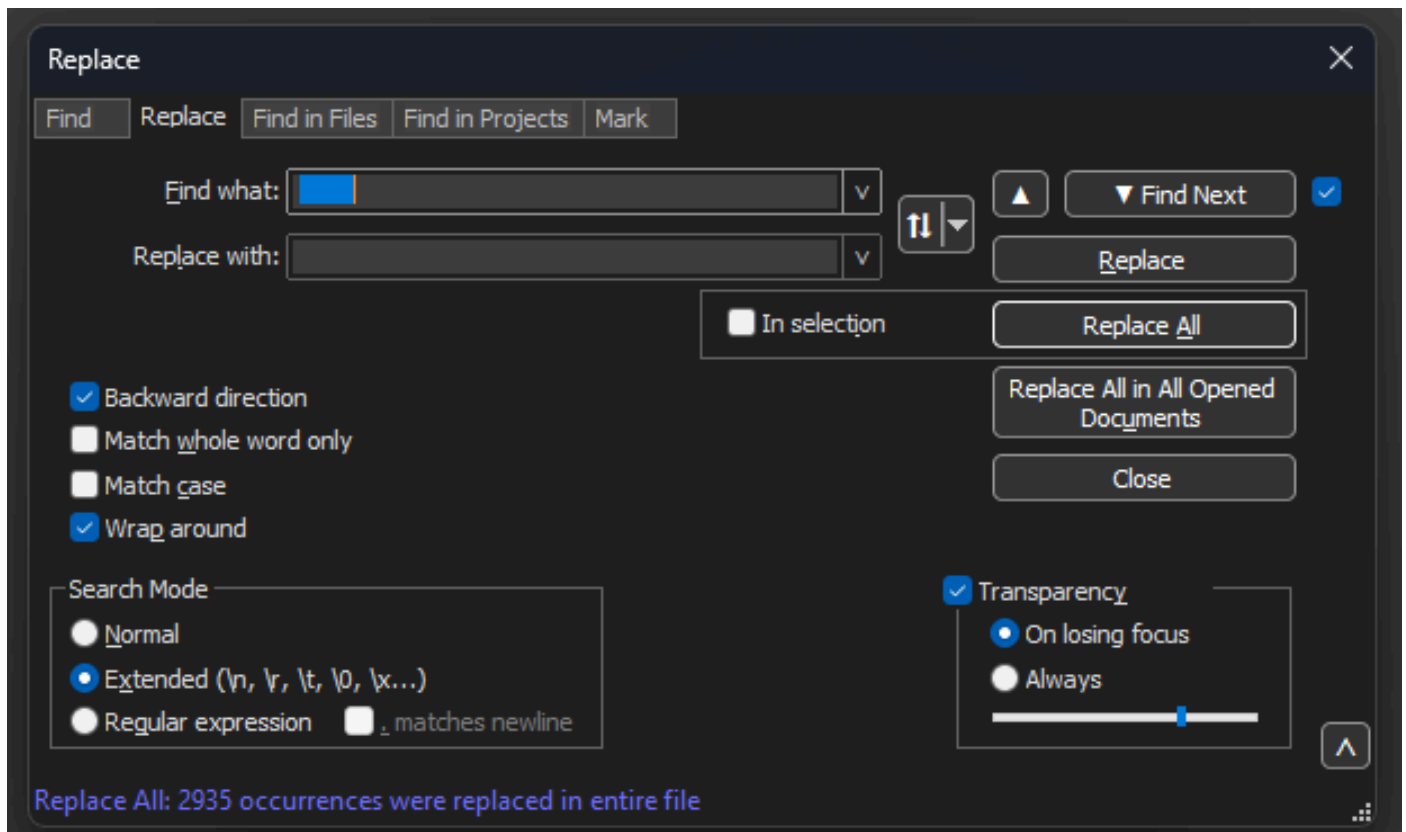 Replace
Find Replace Find in Files Find in Projects Mark
Find what: ▲ ▼ Find Next
Replace with: Replace
In selection Replace All
Backward direction Replace All in All Opened Documents
Match whole word only
Match case Close
Wrap around
Search Mode Transparency
Normal On losing focus
Extended (\n, \r, \t, \0, \x...) Always
Regular expression . matches newline
Replace All: 2935 occurrences were replaced in entire file